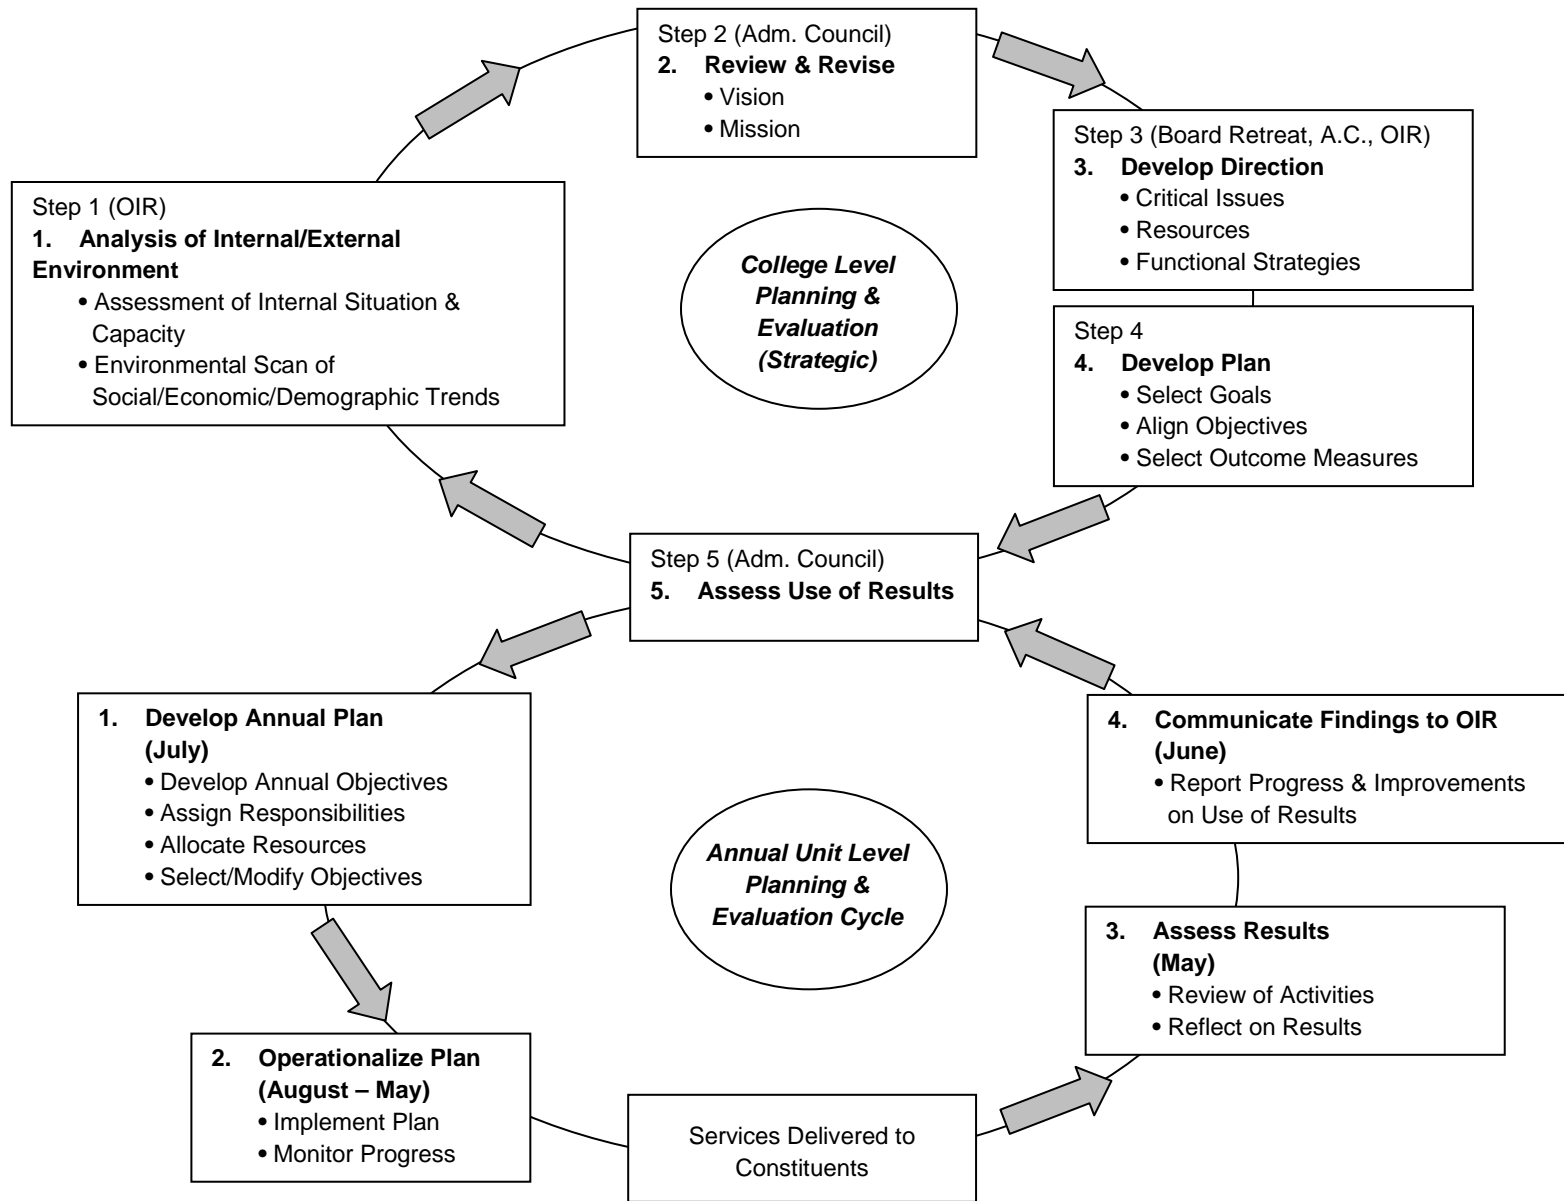 Step 2 (Adm. Council)
2. Review & Revise
• Vision
• Mission
Step 3 (Board Retreat, A.C., OIR)
3. Develop Direction
• Critical Issues
• Resources
• Functional Strategies
Step 1 (OIR)
1. Analysis of Internal/External
Environment
• Assessment of Internal Situation &
Capacity
• Environmental Scan of
Social/Economic/Demographic Trends
College Level
Planning &
Evaluation
(Strategic)
Step 4
4. Develop Plan
• Select Goals
• Align Objectives
• Select Outcome Measures
Step 5 (Adm. Council)
5. Assess Use of Results
1. Develop Annual Plan
(July)
• Develop Annual Objectives
• Assign Responsibilities
• Allocate Resources
• Select/Modify Objectives
4. Communicate Findings to OIR
(June)
• Report Progress & Improvements
on Use of Results
Annual Unit Level
Planning &
Evaluation Cycle
3. Assess Results
(May)
• Review of Activities
• Reflect on Results
2. Operationalize Plan
(August – May)
• Implement Plan
• Monitor Progress
Services Delivered to
Constituents